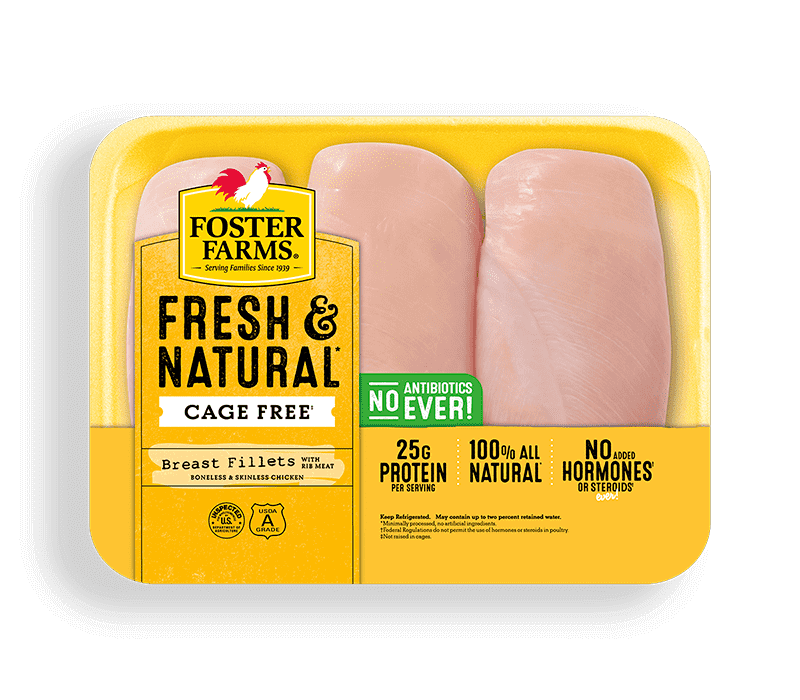 FOSTER
FARMS®
Serving Families Since 1939
FRESH &
NATURAL*
CAGE FREE‡
Breast Fillets WITH RIB MEAT
BONELESS & SKINLESS CHICKEN
INSPECTED
U.S.
DEPARTMENT OF
AGRICULTURE
USDA
A
GRADE
NO ANTIBIOTICS
EVER!
25G
PROTEIN
PER SERVING
100% ALL
NATURAL*
NO ADDED
HORMONES†
OR STEROIDS†
ever!
Keep Refrigerated. May contain up to two percent retained water.
*Minimally processed, no artificial ingredients.
†Federal Regulations do not permit the use of hormones or steroids in poultry.
‡Not raised in cages.